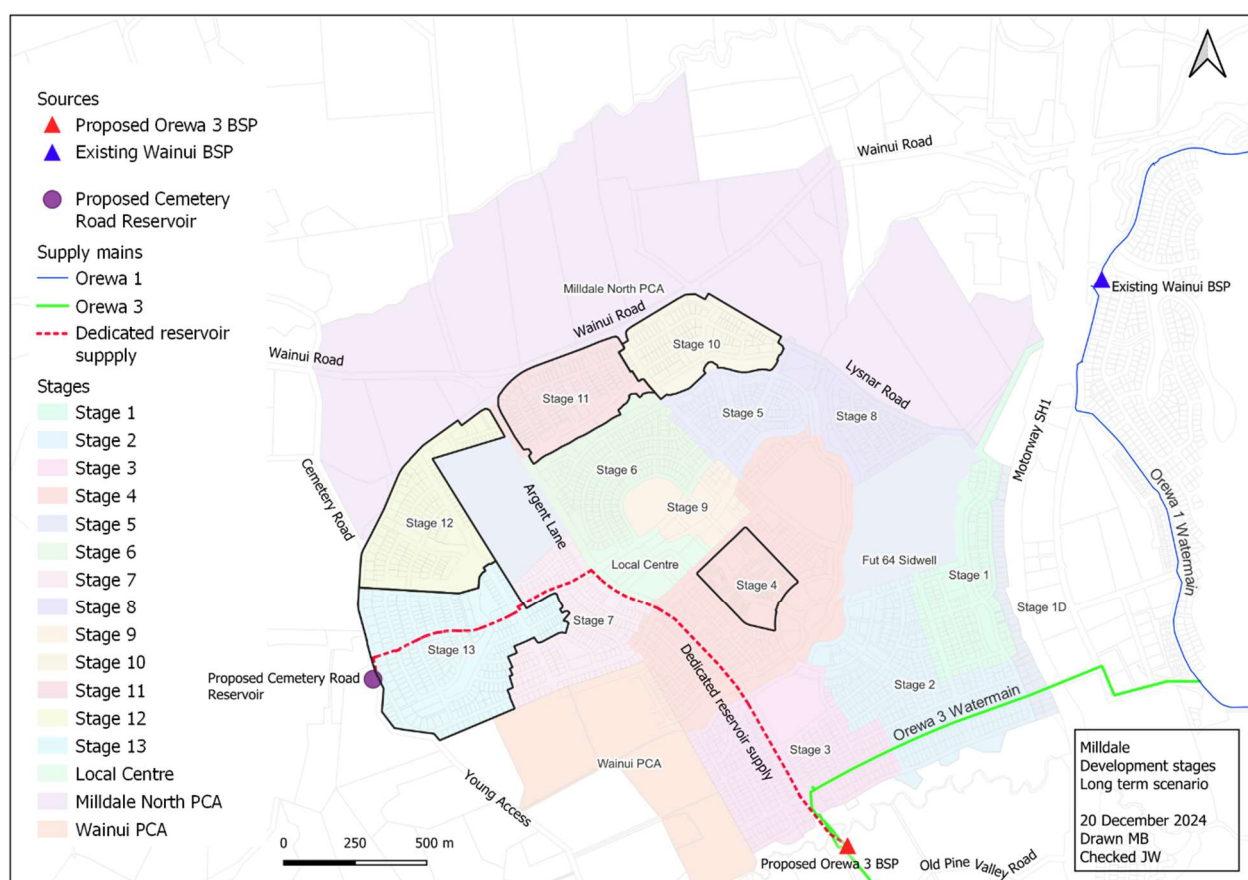 Sources
Proposed Orewa 3 BSP
Existing Wainui BSP
Proposed Cemetery
Road Reservoir
Supply mains
Orewa 1
Orewa 3
Dedicated reservoir
suppply
Stages
Stage 1
Stage 2
Stage 3
Stage 4
Stage 5
Stage 6
Stage 7
Stage 8
Stage 9
Stage 10
Stage 11
Stage 12
Stage 13
Local Centre
Milldale North PCA
Wainui PCA
Wainui Road
Milldale North PCA
Wainui Road
Wainui Road
Existing Wainui BSP
Stage 10
Stage 11
Stage 5
Stage 8
Lysnar Road
Motorway SH1
Orewa 1 Watermain
Cemetery Road
Stage 12
Argent Lane
Stage 6
Stage 9
Local Centre
Stage 4
Fut 64 Sidwell
Stage 1
Stage 1D
Stage 7
Stage 13
Proposed Cemetery Road
Reservoir
Dedicated reservoir supply
Stage 2
Orewa 3 Watermain
Stage 3
Wainui PCA
Young Access
Proposed Orewa 3 BSP
Old Pine Valley Road
0 250 500 m
Milldale
Development stages
Long term scenario
20 December 2024
Drawn MB
Checked JW